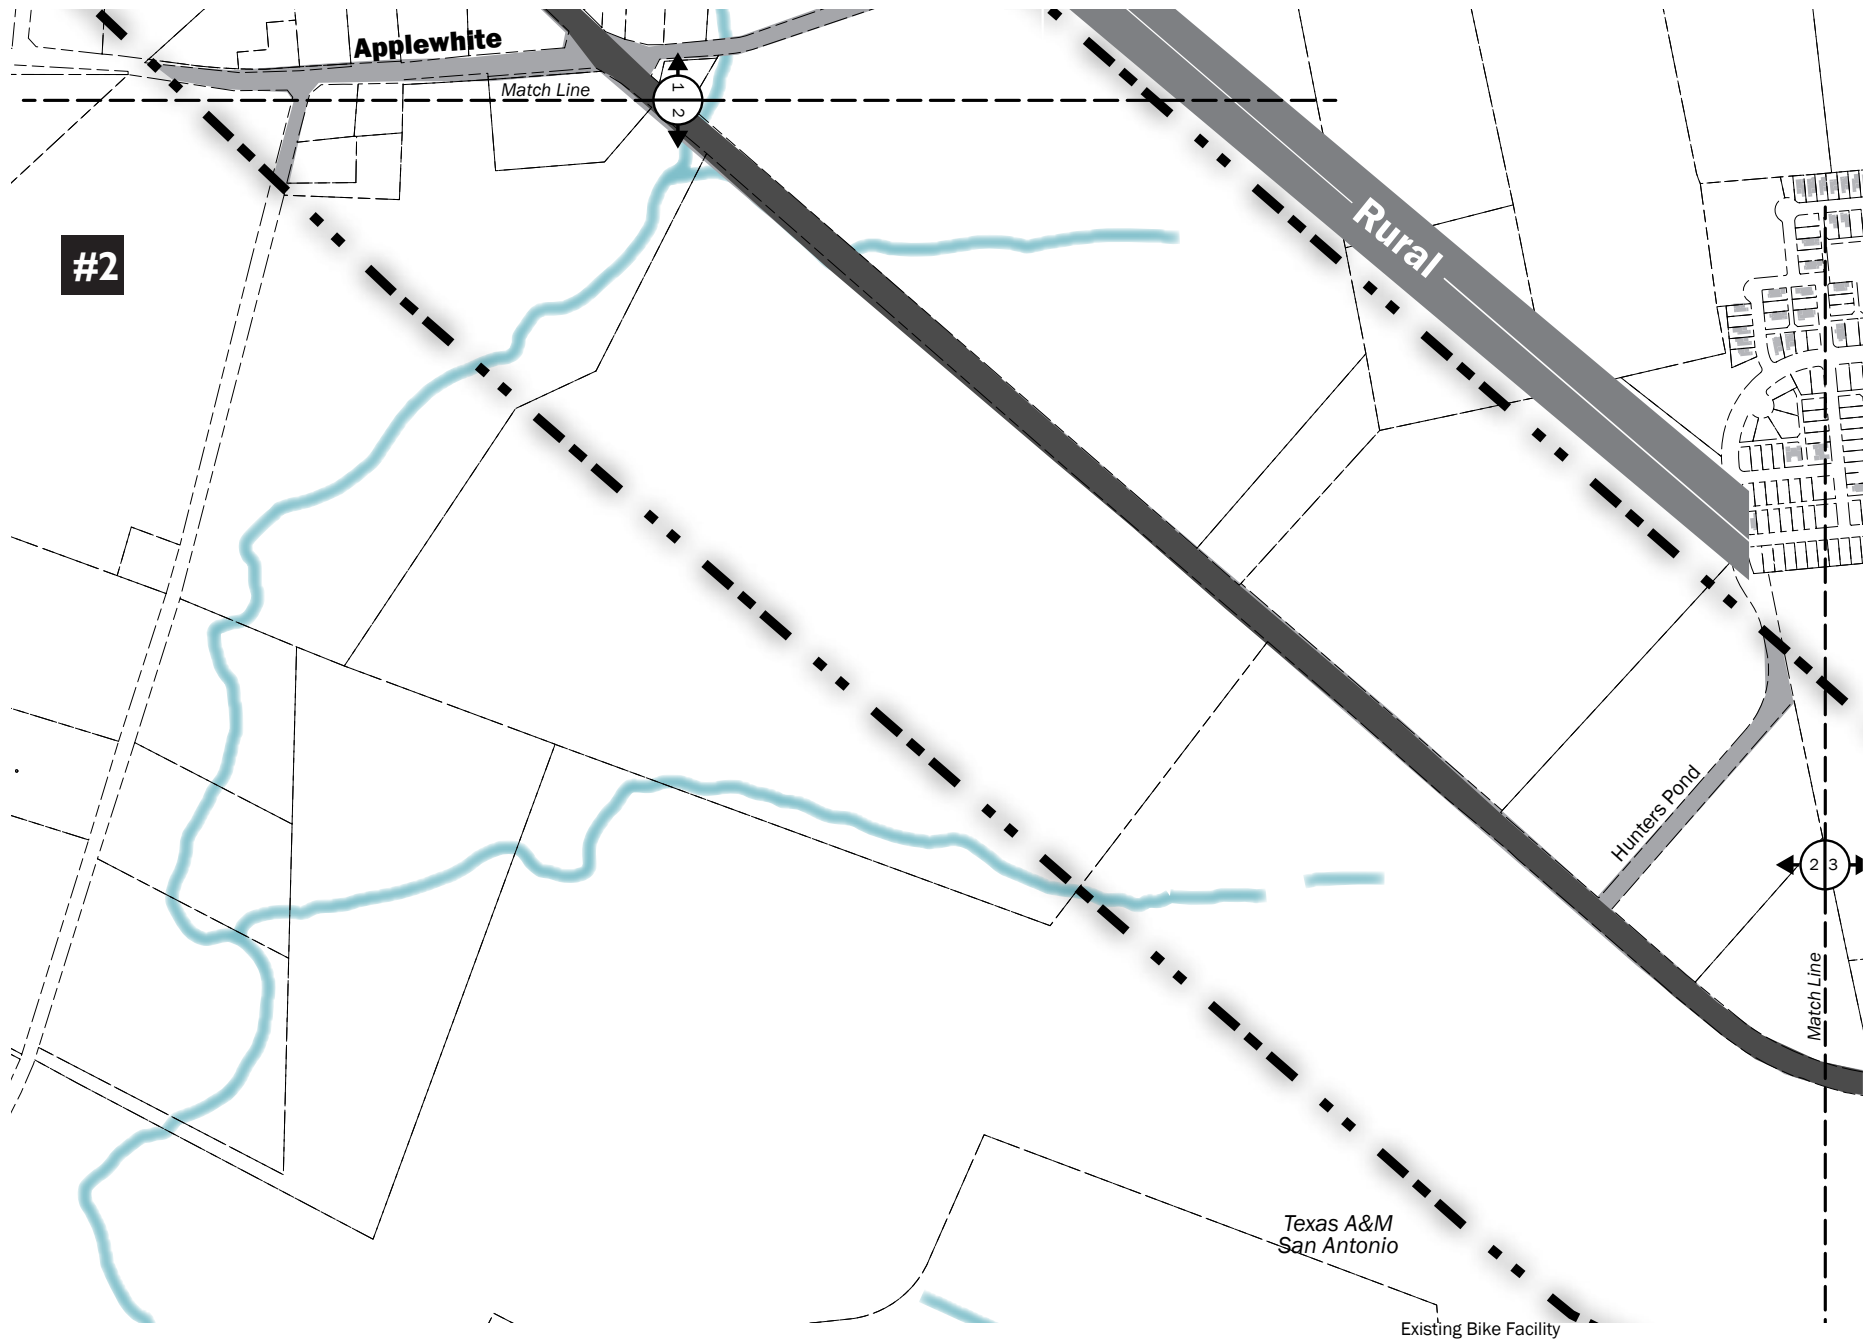 Applewhite
Match Line
1
2
#2
Rural
Hunters Pond
2 3
Match Line
Texas A&M
San Antonio
Existing Bike Facility